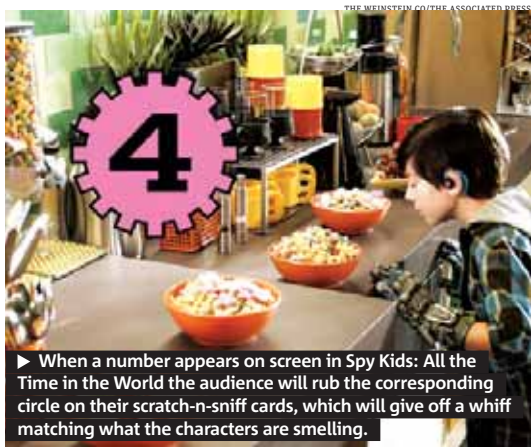 THE WEINSTEIN CO/THE ASSOCIATED PRESS
4
▶ When a number appears on screen in Spy Kids: All the
Time in the World the audience will rub the corresponding
circle on their scratch-n-sniff cards, which will give off a whiff
matching what the characters are smelling.